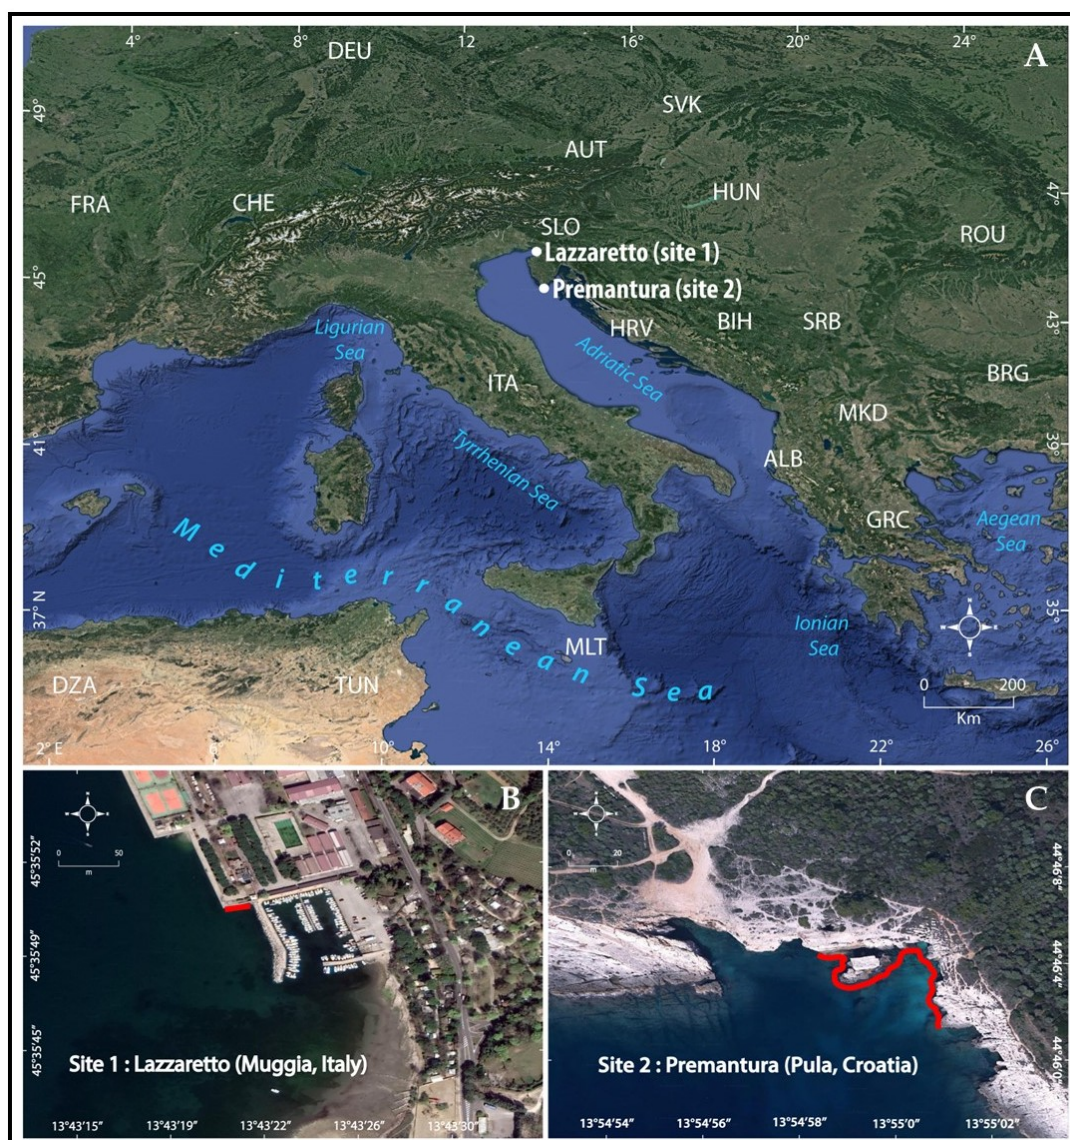 4° 8° 12° 16° 20° 24°
A
DEU
49°
SVK
AUT
47°
HUN
FRA
CHE
SLO
ROU
Lazzaretto (site 1)
45°
Premantura (site 2)
43°
HRV
BIH
SRB
Ligurian
Sea
Adriatic Sea
BRG
ITA
MKD
41°
39°
Tyrrhenian Sea
ALB
GRC
Aegean
Sea
Mediterranean Sea
37° N
35°
Ionian
Sea
MLT
DZA
TUN
0 200
Km
2° E 6° 10° 14° 18° 22° 26°
B
0 50
m
45°35'52"
45°35'49"
45°35'45"
Site 1 : Lazzaretto (Muggia, Italy)
13°43'15" 13°43'19" 13°43'22" 13°43'26" 13°43'30"
C
0 20
m
44°46'8"
44°46'4"
44°46'0"
Site 2 : Premantura (Pula, Croatia)
13°54'54" 13°54'56" 13°54'58" 13°55'0" 13°55'02"